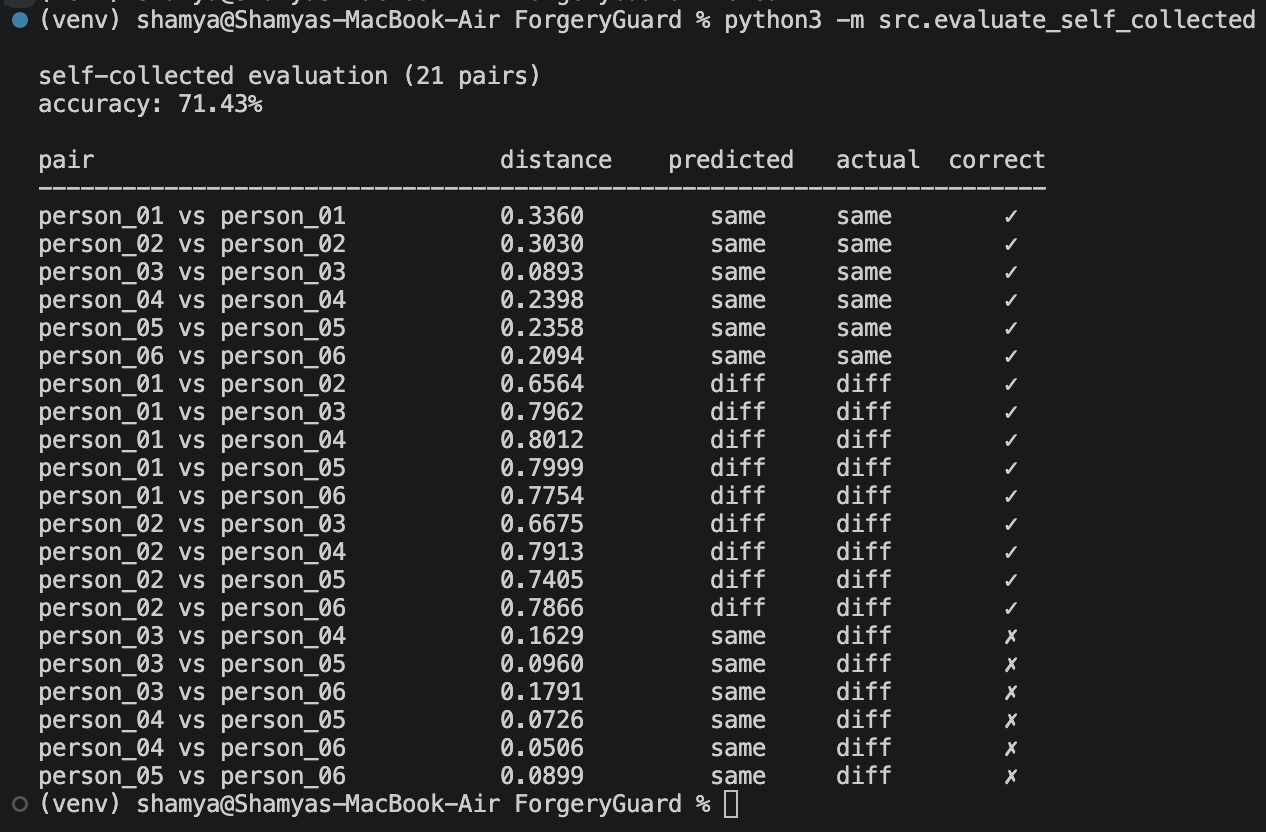 (venv) shamya@Shamyas-MacBook-Air ForgeryGuard % python3 -m src.evaluate_self_collected
self-collected evaluation (21 pairs)
accuracy: 71.43%
pair distance predicted actual correct
------------------------------------------------------------------------
person_01 vs person_01 0.3360 same same ✓
person_02 vs person_02 0.3030 same same ✓
person_03 vs person_03 0.0893 same same ✓
person_04 vs person_04 0.2398 same same ✓
person_05 vs person_05 0.2358 same same ✓
person_06 vs person_06 0.2094 same same ✓
person_01 vs person_02 0.6564 diff diff ✓
person_01 vs person_03 0.7962 diff diff ✓
person_01 vs person_04 0.8012 diff diff ✓
person_01 vs person_05 0.7999 diff diff ✓
person_01 vs person_06 0.7754 diff diff ✓
person_02 vs person_03 0.6675 diff diff ✓
person_02 vs person_04 0.7913 diff diff ✓
person_02 vs person_05 0.7405 diff diff ✓
person_02 vs person_06 0.7866 diff diff ✓
person_03 vs person_04 0.1629 same diff ✗
person_03 vs person_05 0.0960 same diff ✗
person_03 vs person_06 0.1791 same diff ✗
person_04 vs person_05 0.0726 same diff ✗
person_04 vs person_06 0.0506 same diff ✗
person_05 vs person_06 0.0899 same diff ✗
(venv) shamya@Shamyas-MacBook-Air ForgeryGuard %